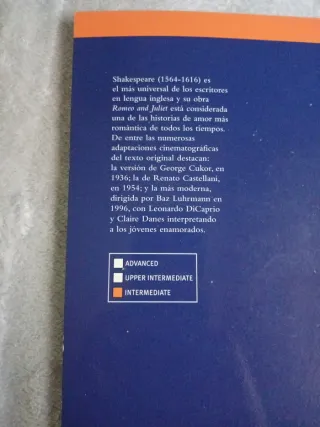 Shakespeare (1564-1616) es
el más universal de los escritores
en lengua inglesa y su obra
Romeo and Juliet está considerada
una de las historias de amor más
romántica de todos los tiempos.
De entre las numerosas
adaptaciones cinematográficas
del texto original destacan:
la versión de George Cukor, en
1936; la de Renato Castellani,
en 1954; y la más moderna,
dirigida por Baz Luhrmann en
1996, con Leonardo DiCaprio
y Claire Danes interpretando
a los jóvenes enamorados.
ADVANCED
UPPER INTERMEDIATE
INTERMEDIATE